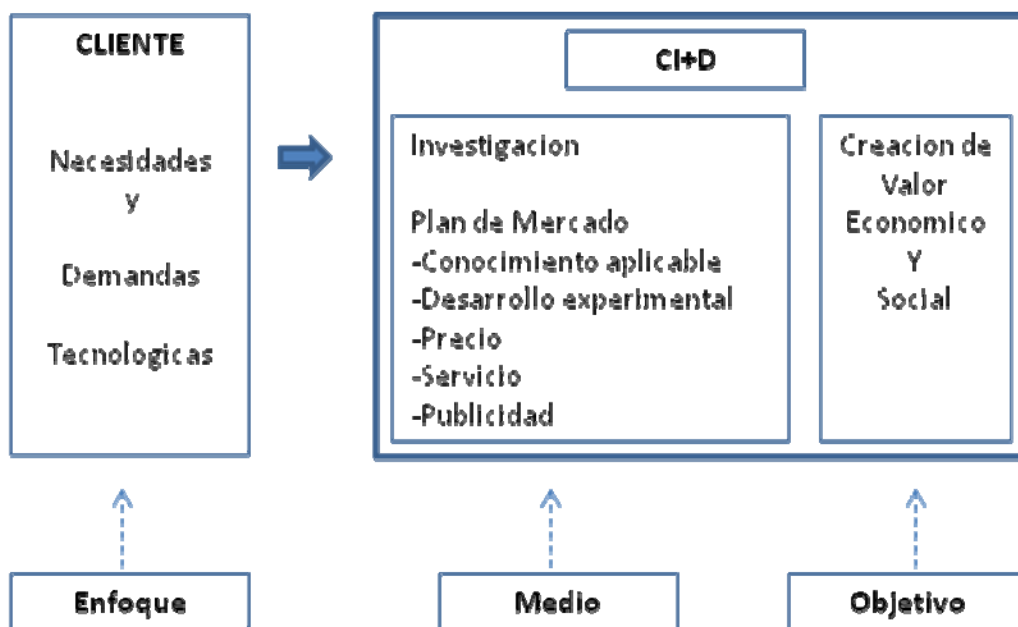 CLIENTE
Necesidades
y
Demandas
Tecnologicas
CI+D
Investigacion
Plan de Mercado
-Conocimiento aplicable
-Desarrollo experimental
-Precio
-Servicio
-Publicidad
Creacion de
Valor
Economico
Y
Social
Enfoque
Medio
Objetivo